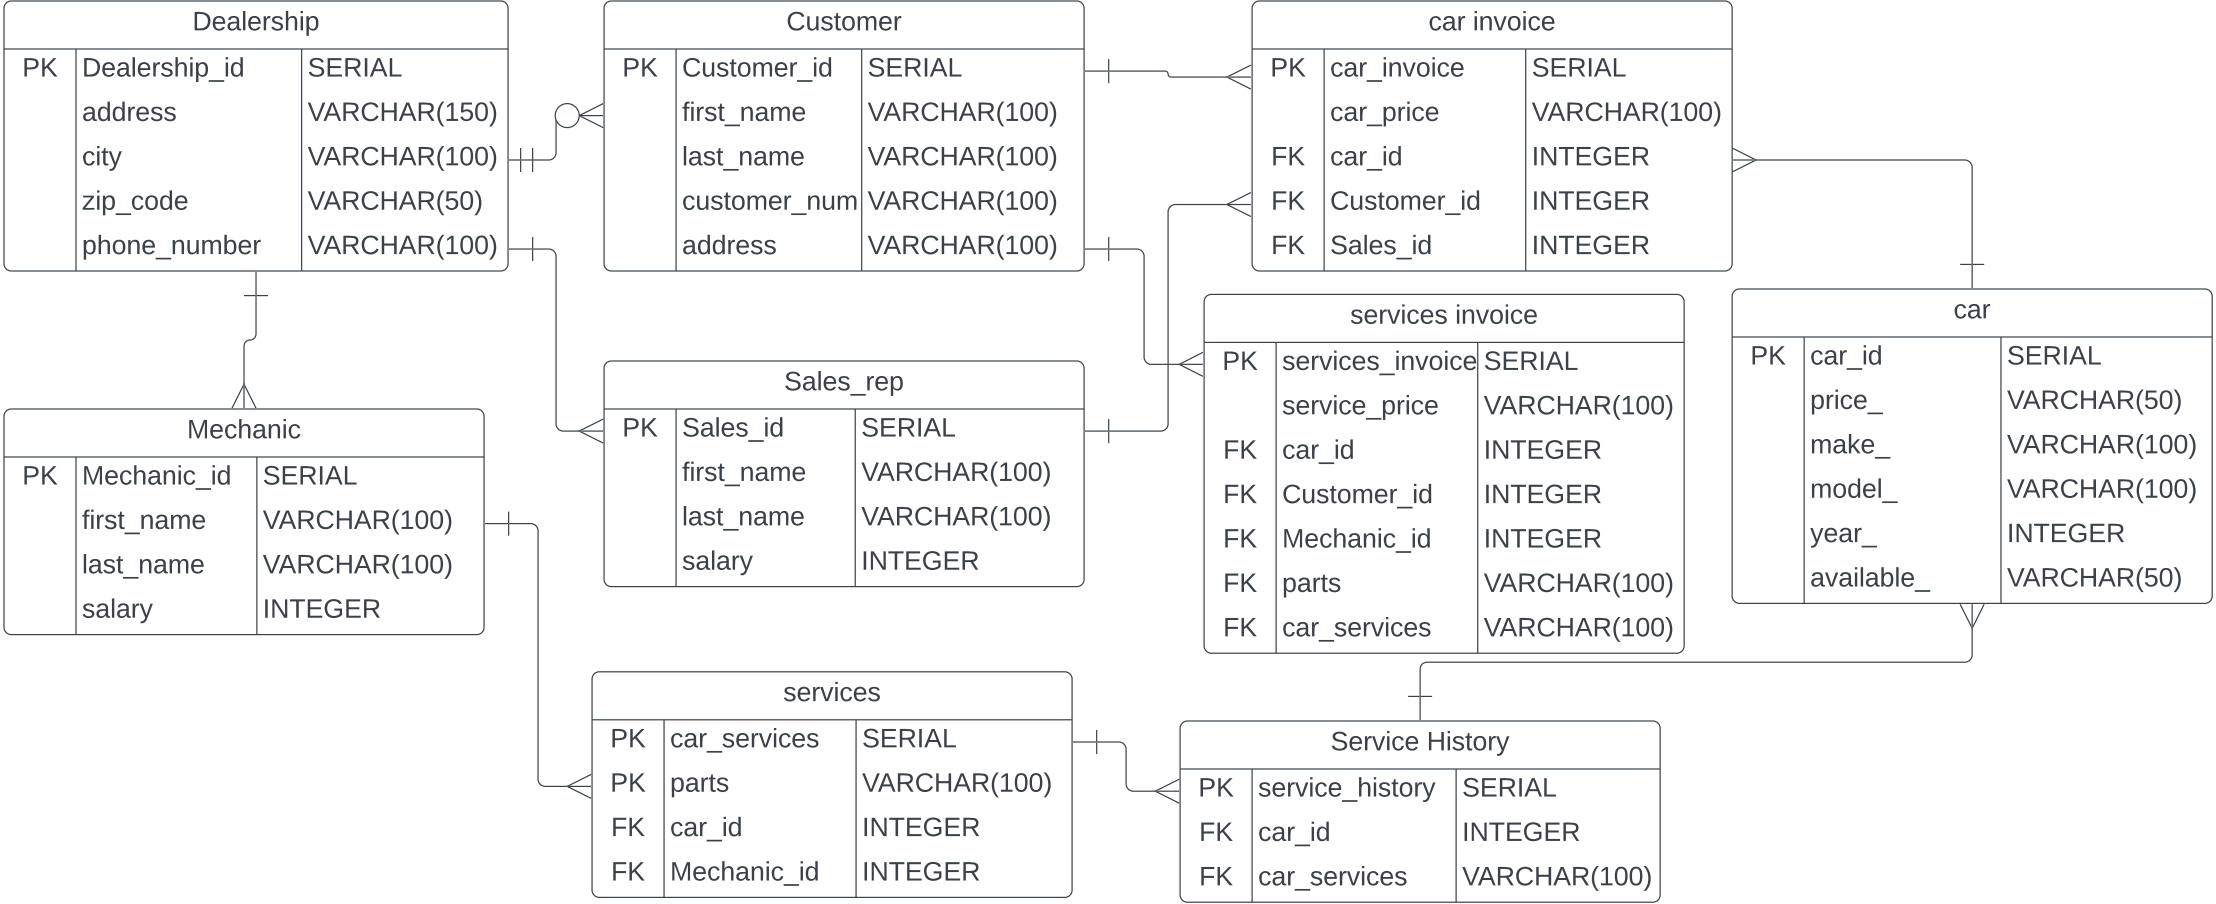 Dealership
PK Dealership_id SERIAL
address VARCHAR(150)
city VARCHAR(100)
zip_code VARCHAR(50)
phone_number VARCHAR(100)
Customer
PK Customer_id SERIAL
first_name VARCHAR(100)
last_name VARCHAR(100)
customer_num VARCHAR(100)
address VARCHAR(100)
car invoice
PK car_invoice SERIAL
car_price VARCHAR(100)
FK car_id INTEGER
FK Customer_id INTEGER
FK Sales_id INTEGER
services invoice
PK services_invoice SERIAL
service_price VARCHAR(100)
FK car_id INTEGER
FK Customer_id INTEGER
FK Mechanic_id INTEGER
FK parts VARCHAR(100)
FK car_services VARCHAR(100)
car
PK car_id SERIAL
price_ VARCHAR(50)
make_ VARCHAR(100)
model_ VARCHAR(100)
year_ INTEGER
available_ VARCHAR(50)
Sales_rep
PK Sales_id SERIAL
first_name VARCHAR(100)
last_name VARCHAR(100)
salary INTEGER
Mechanic
PK Mechanic_id SERIAL
first_name VARCHAR(100)
last_name VARCHAR(100)
salary INTEGER
services
PK car_services SERIAL
PK parts VARCHAR(100)
FK car_id INTEGER
FK Mechanic_id INTEGER
Service History
PK service_history SERIAL
FK car_id INTEGER
FK car_services VARCHAR(100)